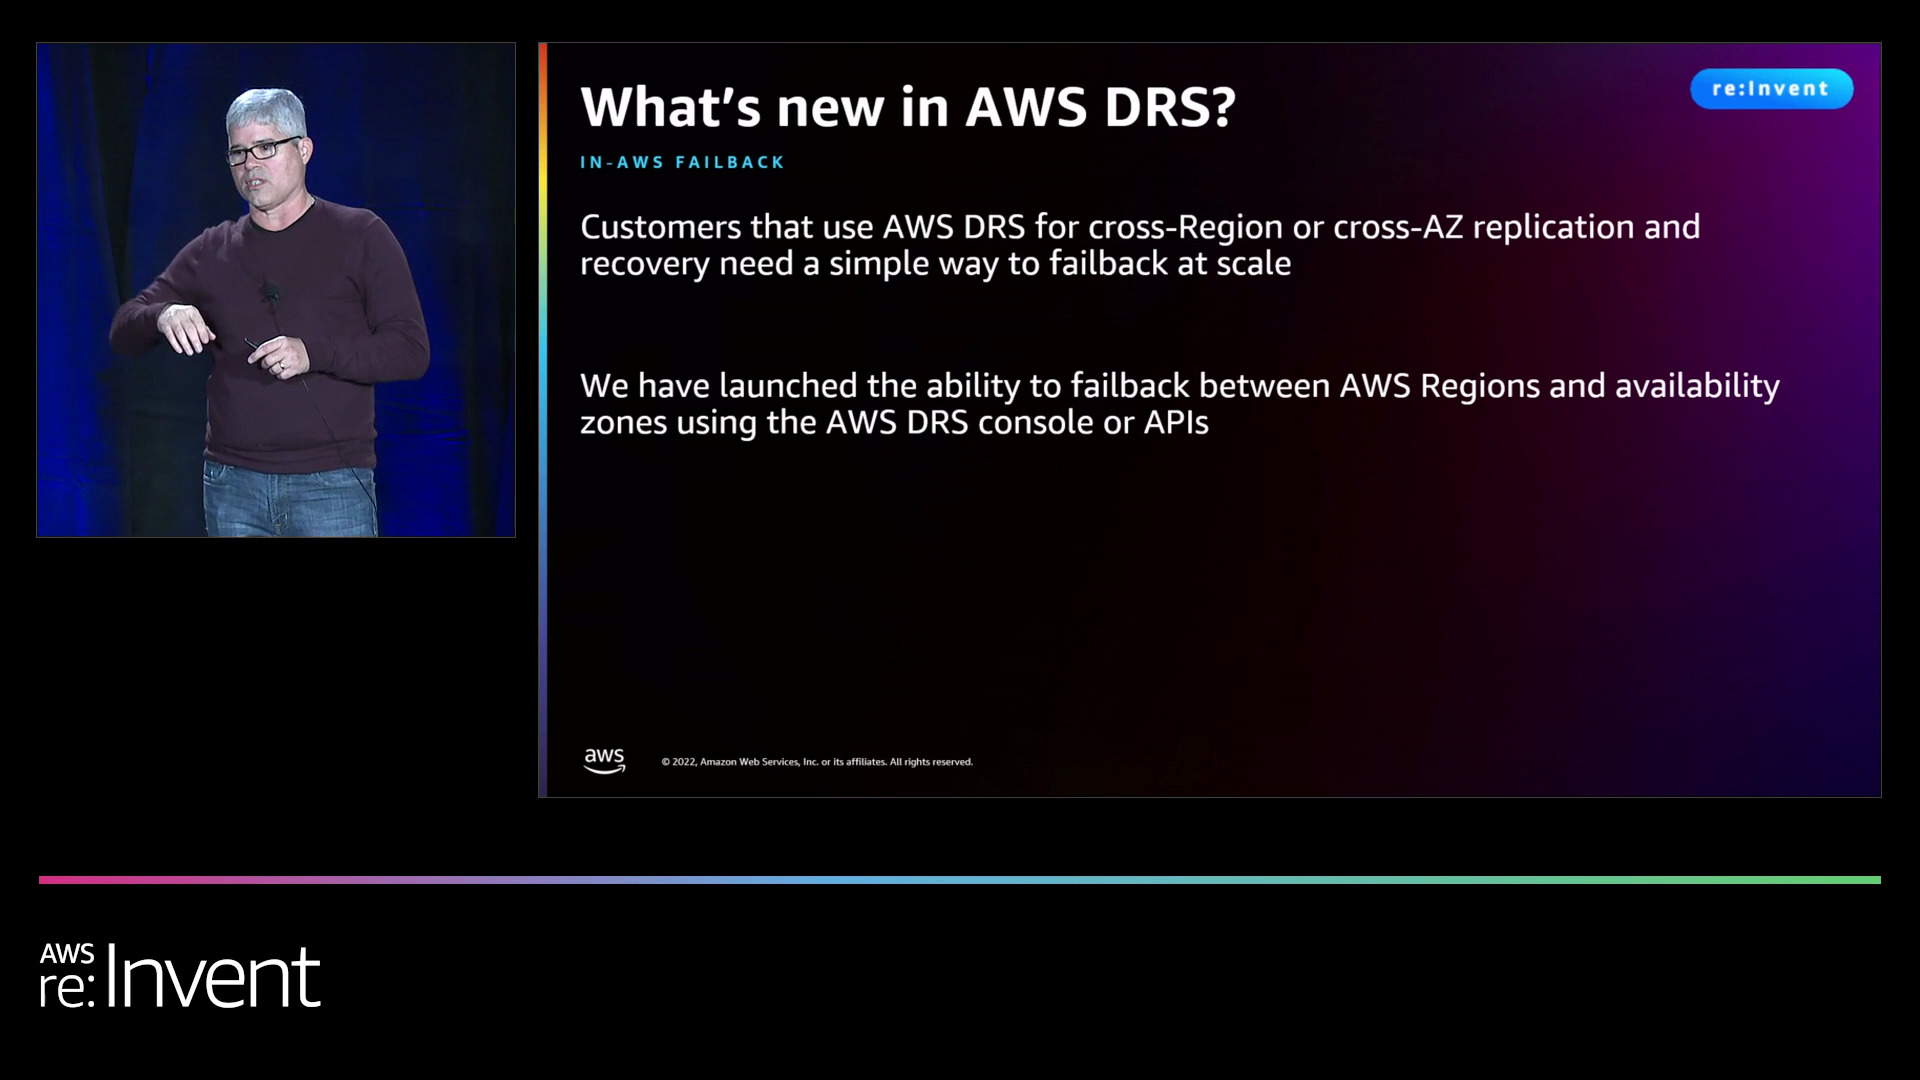 What's new in AWS DRS?
re:Invent
IN-AWS FAILBACK
Customers that use AWS DRS for cross-Region or cross-AZ replication and
recovery need a simple way to failback at scale
We have launched the ability to failback between AWS Regions and availability
zones using the AWS DRS console or APIs
aws
© 2022, Amazon Web Services, Inc. or its affiliates. All rights reserved.
AWS
re:Invent